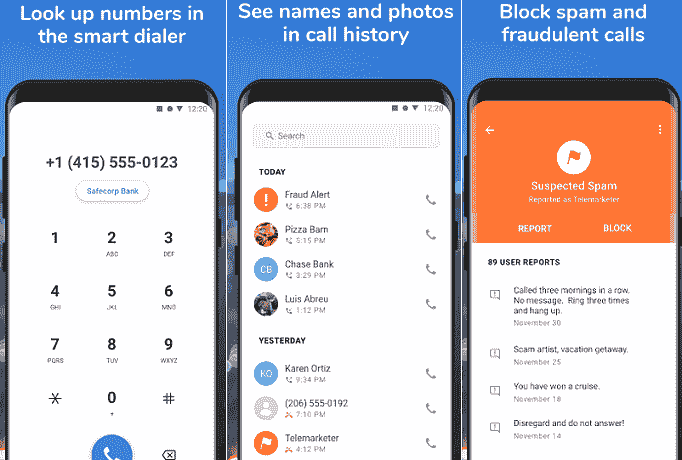 Look up numbers in
the smart dialer
12:20
+1 (415) 555-0123
Safecorp Bank
1
2
ABC
3
DEF
4
GHI
5
JKL
6
MNO
7
PQRS
8
TUV
9
WXYZ
*
0
+
#
See names and photos
in call history
12:20
Search
TODAY
!
Fraud Alert
6:38 PM
Pizza Barn
5:15 PM
CB
Chase Bank
3:29 PM
Luis Abreu
1:12 PM
YESTERDAY
KO
Karen Ortiz
9:34 PM
(206) 555-0192
7:10 PM
Telemarketer
4:12 PM
Block spam and
fraudulent calls
Suspected Spam
Reported as Telemarketer
REPORT
BLOCK
89 USER REPORTS
Called three mornings in a row.
No message. Ring three times
and hang up.
November 30
Scam artist, vacation getaway.
November 25
You have won a cruise.
November 18
Disregard and do not answer!
November 14